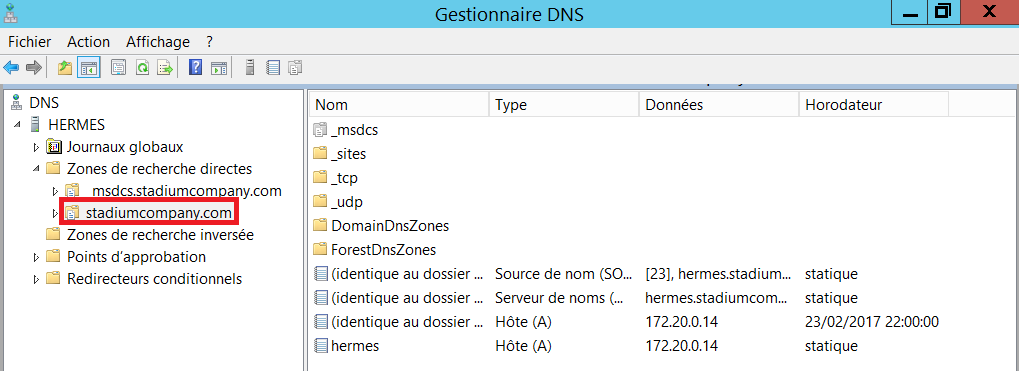 Gestionnaire DNS
Fichier Action Affichage ?
DNS
HERMES
Journaux globaux
Zones de recherche directes
_msdcs.stadiumcompany.com
stadiumcompany.com
Zones de recherche inversée
Points d'approbation
Redirecteurs conditionnels
Nom Type Données Horodateur
_msdcs
_sites
_tcp
_udp
DomainDnsZones
ForestDnsZones
(identique au dossier ... Source de nom (SO... [23], hermes.stadium... statique
(identique au dossier ... Serveur de noms (... hermes.stadiumcom... statique
(identique au dossier ... Hôte (A) 172.20.0.14 23/02/2017 22:00:00
hermes Hôte (A) 172.20.0.14 statique